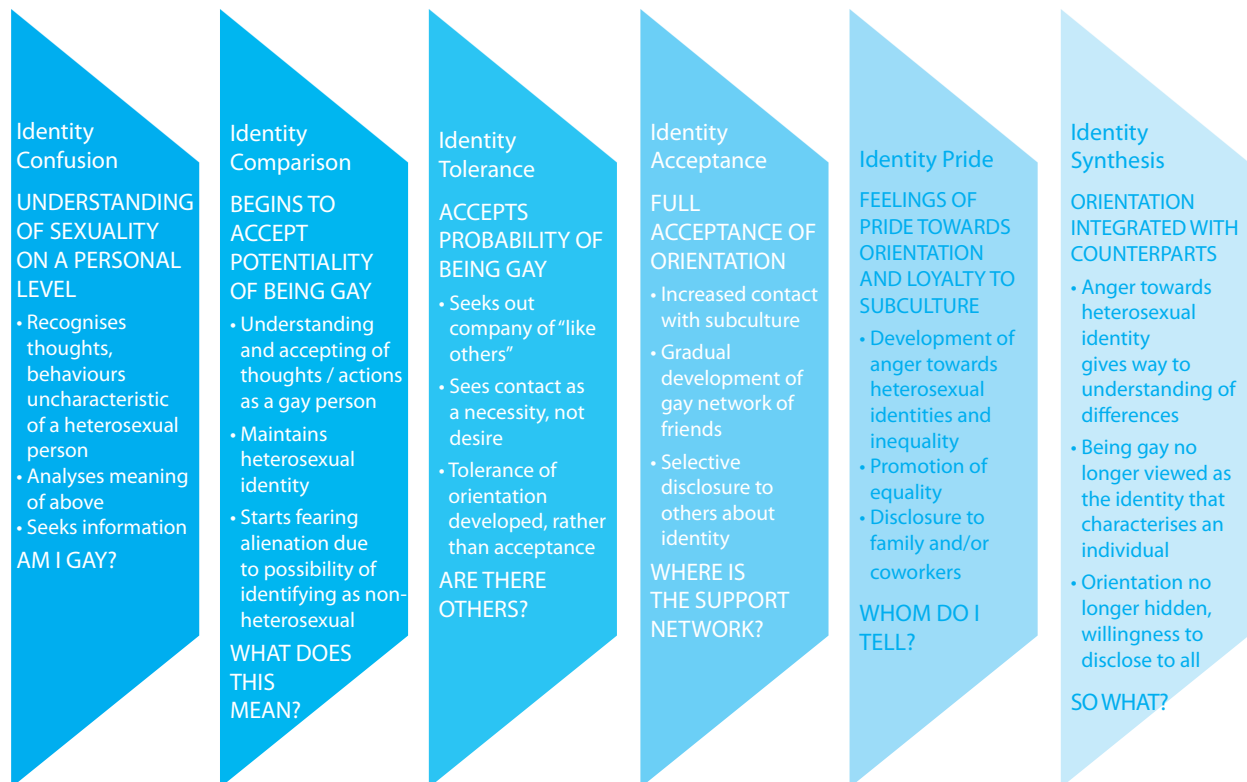 Identity
Confusion
UNDERSTANDING
OF SEXUALITY
ON A PERSONAL
LEVEL
• Recognises
thoughts,
behaviours
uncharacteristic
of a heterosexual
person
• Analyses meaning
of above
• Seeks information
AM I GAY?
Identity
Comparison
BEGINS TO
ACCEPT
POTENTIALITY
OF BEING GAY
• Understanding
and accepting of
thoughts / actions
as a gay person
• Maintains
heterosexual
identity
• Starts fearing
alienation due
to possibility of
identifying as non-
heterosexual
WHAT DOES
THIS
MEAN?
Identity
Tolerance
ACCEPTS
PROBABILITY OF
BEING GAY
• Seeks out
company of “like
others”
• Sees contact as
a necessity, not
desire
• Tolerance of
orientation
developed, rather
than acceptance
ARE THERE
OTHERS?
Identity
Acceptance
FULL
ACCEPTANCE OF
ORIENTATION
• Increased contact
with subculture
• Gradual
development of
gay network of
friends
• Selective
disclosure to
others about
identity
WHERE IS
THE SUPPORT
NETWORK?
Identity Pride
FEELINGS OF
PRIDE TOWARDS
ORIENTATION
AND LOYALTY TO
SUBCULTURE
• Development of
anger towards
heterosexual
identities and
inequality
• Promotion of
equality
• Disclosure to
family and/or
coworkers
WHOM DO I
TELL?
Identity
Synthesis
ORIENTATION
INTEGRATED WITH
COUNTERPARTS
• Anger towards
heterosexual
identity
gives way to
understanding of
differences
• Being gay no
longer viewed as
the identity that
characterises an
individual
• Orientation no
longer hidden,
willingness to
disclose to all
SO WHAT?